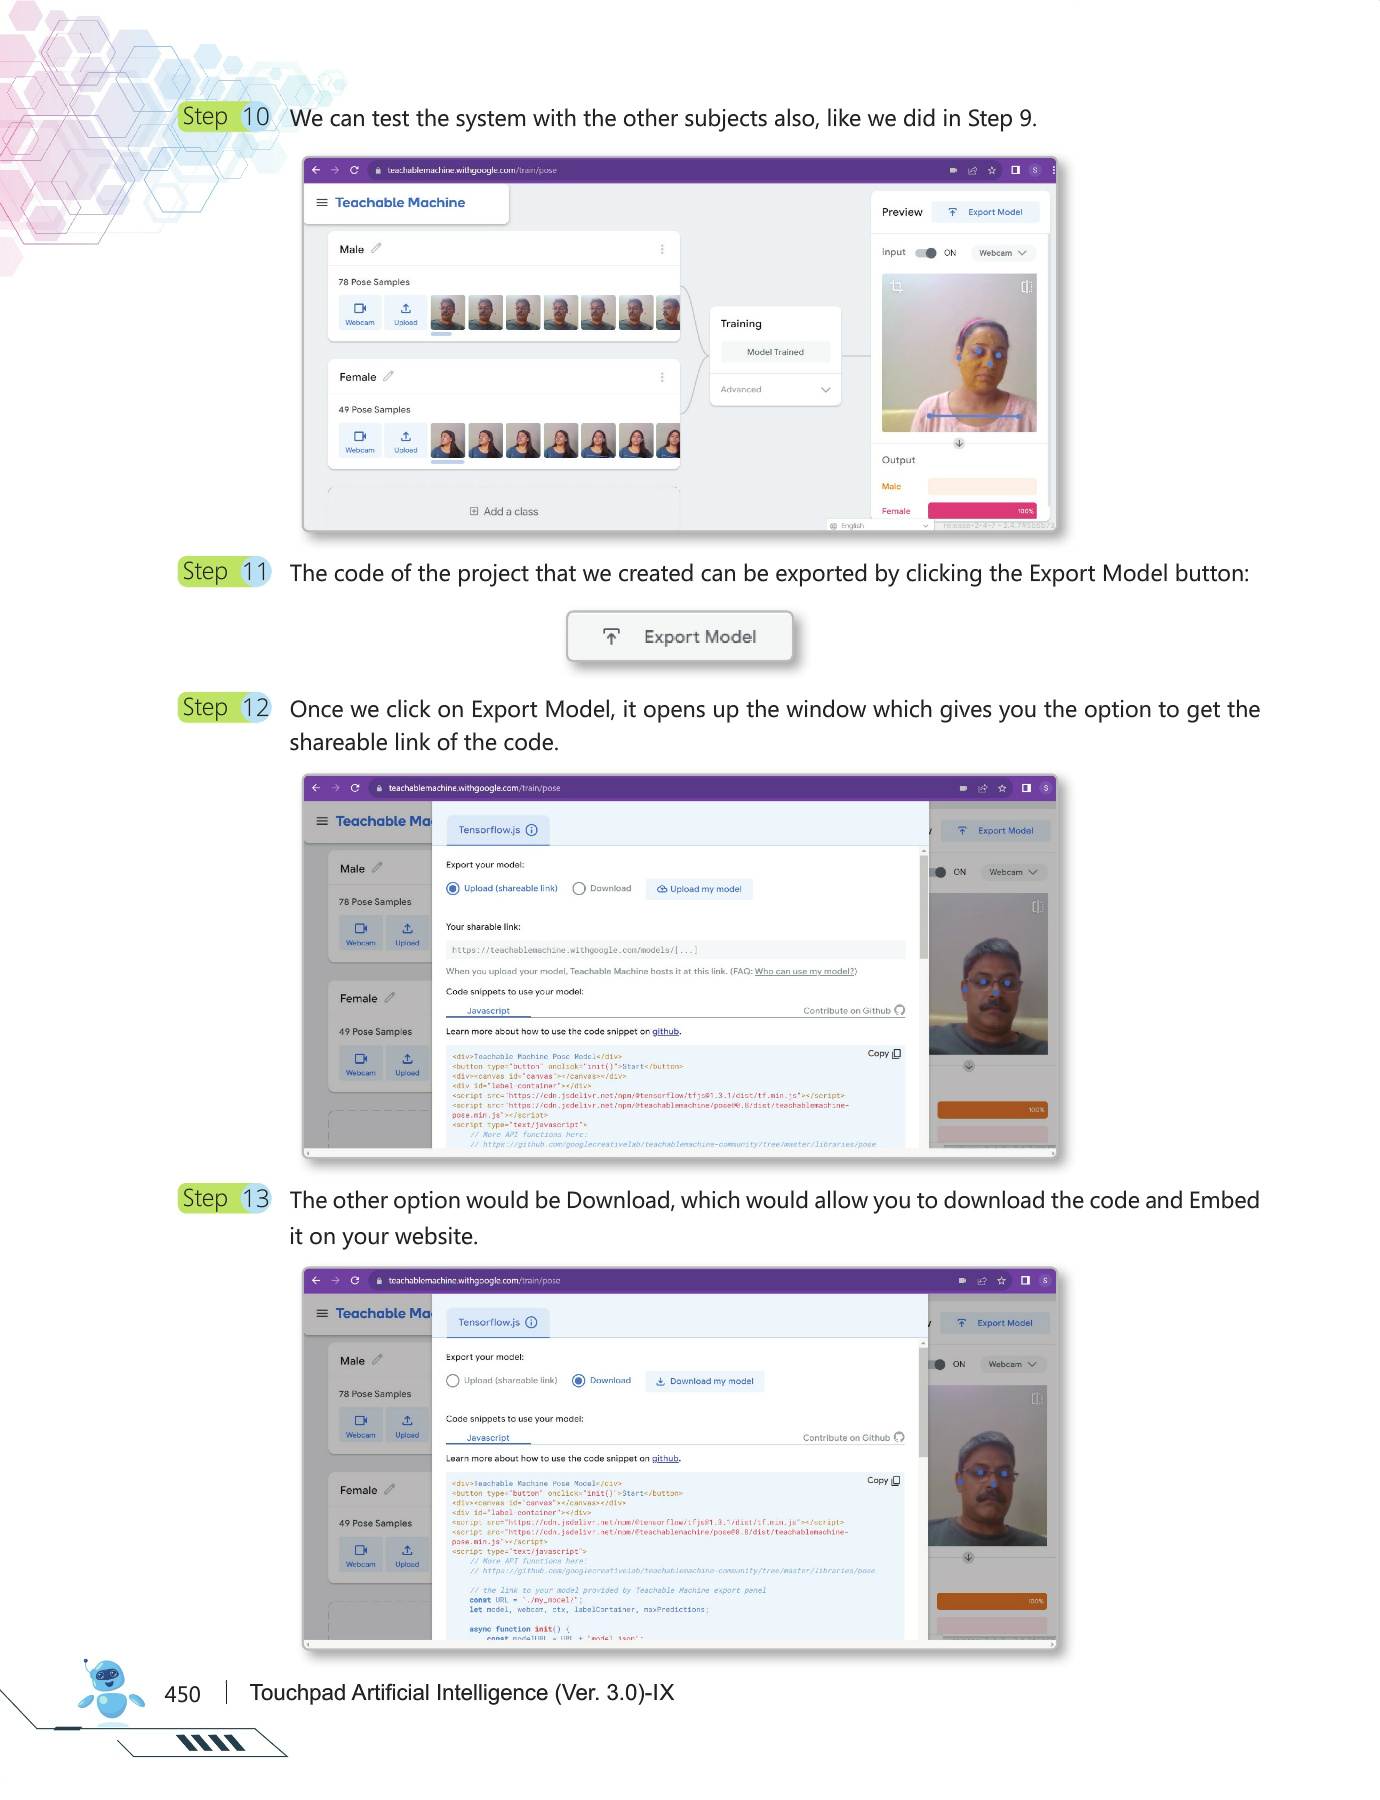 Step 10 We can test the system with the other subjects also, like we did in Step 9.
teachablemachine.withgoogle.com/train/pose
S
Teachable Machine
Preview Export Model
Male
Input ON Webcam
78 Pose Samples
Webcam Upload
Training
Model Trained
Female
Advanced
49 Pose Samples
Webcam Upload
Output
Male
Add a class
Female 100%
English
Step 11 The code of the project that we created can be exported by clicking the Export Model button:
Export Model
Step 12 Once we click on Export Model, it opens up the window which gives you the option to get the
shareable link of the code.
teachablemachine.withgoogle.com/train/pose
S
Teachable Ma
Tensorflow.js
Export Model
Export your model:
Male
ON Webcam
Upload (shareable link) Download Upload my model
78 Pose Samples
Webcam Upload
Your sharable link:
https://teachablemachine.withgoogle.com/models/[...]
When you upload your model, Teachable Machine hosts it at this link. (FAQ: Who can use my model?)
Code snippets to use your model:
Female
Javascript Contribute on Github
49 Pose Samples
Learn more about how to use the code snippet on github.
Webcam Upload
Copy
<div>Teachable Machine Pose Model</div>
<button type="button" onclick="init()">Start</button>
<div><canvas id="canvas"></canvas></div>
<div id="label-container"></div>
<script src="https://cdn.jsdelivr.net/npm/@tensorflow/tfjs@1.3.1/dist/tf.min.js"></script>
<script src="https://cdn.jsdelivr.net/npm/@teachablemachine/pose@0.8/dist/teachablemachine-
pose.min.js"></script>
<script type="text/javascript">
// More API functions here:
// https://github.com/googlecreativelab/teachablemachine-community/tree/master/libraries/pose
100%
Step 13 The other option would be Download, which would allow you to download the code and Embed
it on your website.
teachablemachine.withgoogle.com/train/pose
S
Teachable Ma
Tensorflow.js
Export Model
Export your model:
Male
ON Webcam
Upload (shareable link) Download Download my model
78 Pose Samples
Webcam Upload
Code snippets to use your model:
Javascript Contribute on Github
Learn more about how to use the code snippet on github.
Female
49 Pose Samples
Webcam Upload
Copy
<div>Teachable Machine Pose Model</div>
<button type="button" onclick="init()">Start</button>
<div><canvas id="canvas"></canvas></div>
<div id="label-container"></div>
<script src="https://cdn.jsdelivr.net/npm/@tensorflow/tfjs@1.3.1/dist/tf.min.js"></script>
<script src="https://cdn.jsdelivr.net/npm/@teachablemachine/pose@0.8/dist/teachablemachine-
pose.min.js"></script>
<script type="text/javascript">
// More API functions here:
// https://github.com/googlecreativelab/teachablemachine-community/tree/master/libraries/pose
// the link to your model provided by Teachable Machine export panel
const URL = "./my_model/";
let model, webcam, ctx, labelContainer, maxPredictions;
async function init() {
const modelURL = URL + "model.json";
100%
450 Touchpad Artificial Intelligence (Ver. 3.0)-IX